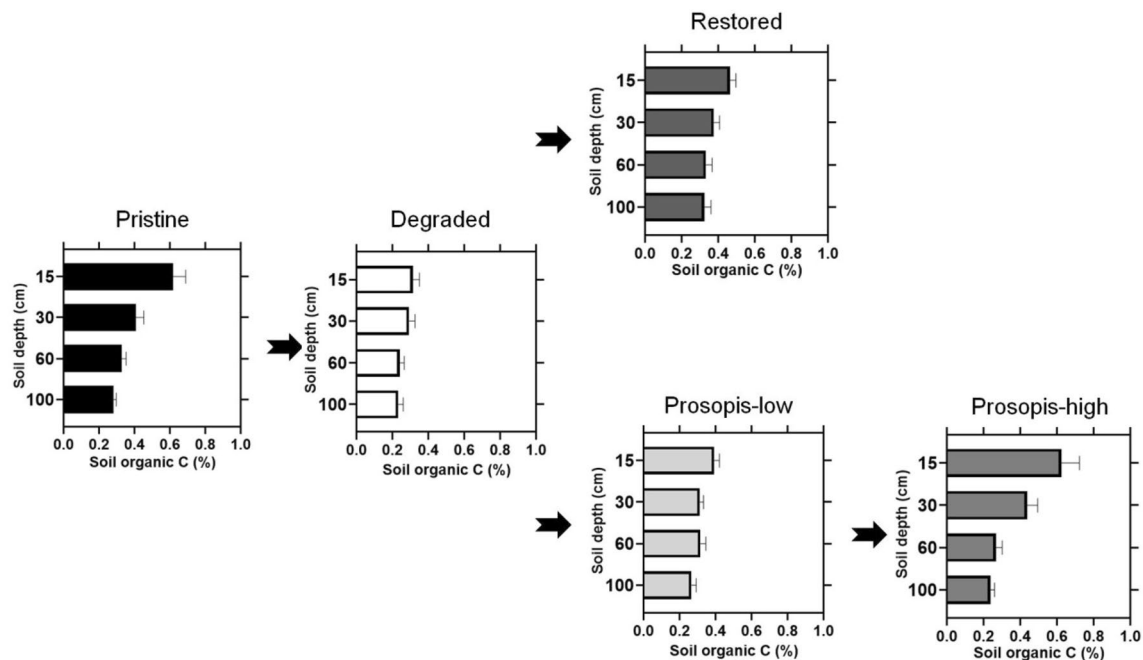 Restored
Soil depth (cm)
15
30
60
100
0.0 0.2 0.4 0.6 0.8 1.0
Soil organic C (%)
Pristine
Soil depth (cm)
15
30
60
100
0.0 0.2 0.4 0.6 0.8 1.0
Soil organic C (%)
Degraded
Soil depth (cm)
15
30
60
100
0.0 0.2 0.4 0.6 0.8 1.0
Soil organic C (%)
Prosopis-low
Soil depth (cm)
15
30
60
100
0.0 0.2 0.4 0.6 0.8 1.0
Soil organic C (%)
Prosopis-high
Soil depth (cm)
15
30
60
100
0.0 0.2 0.4 0.6 0.8 1.0
Soil organic C (%)